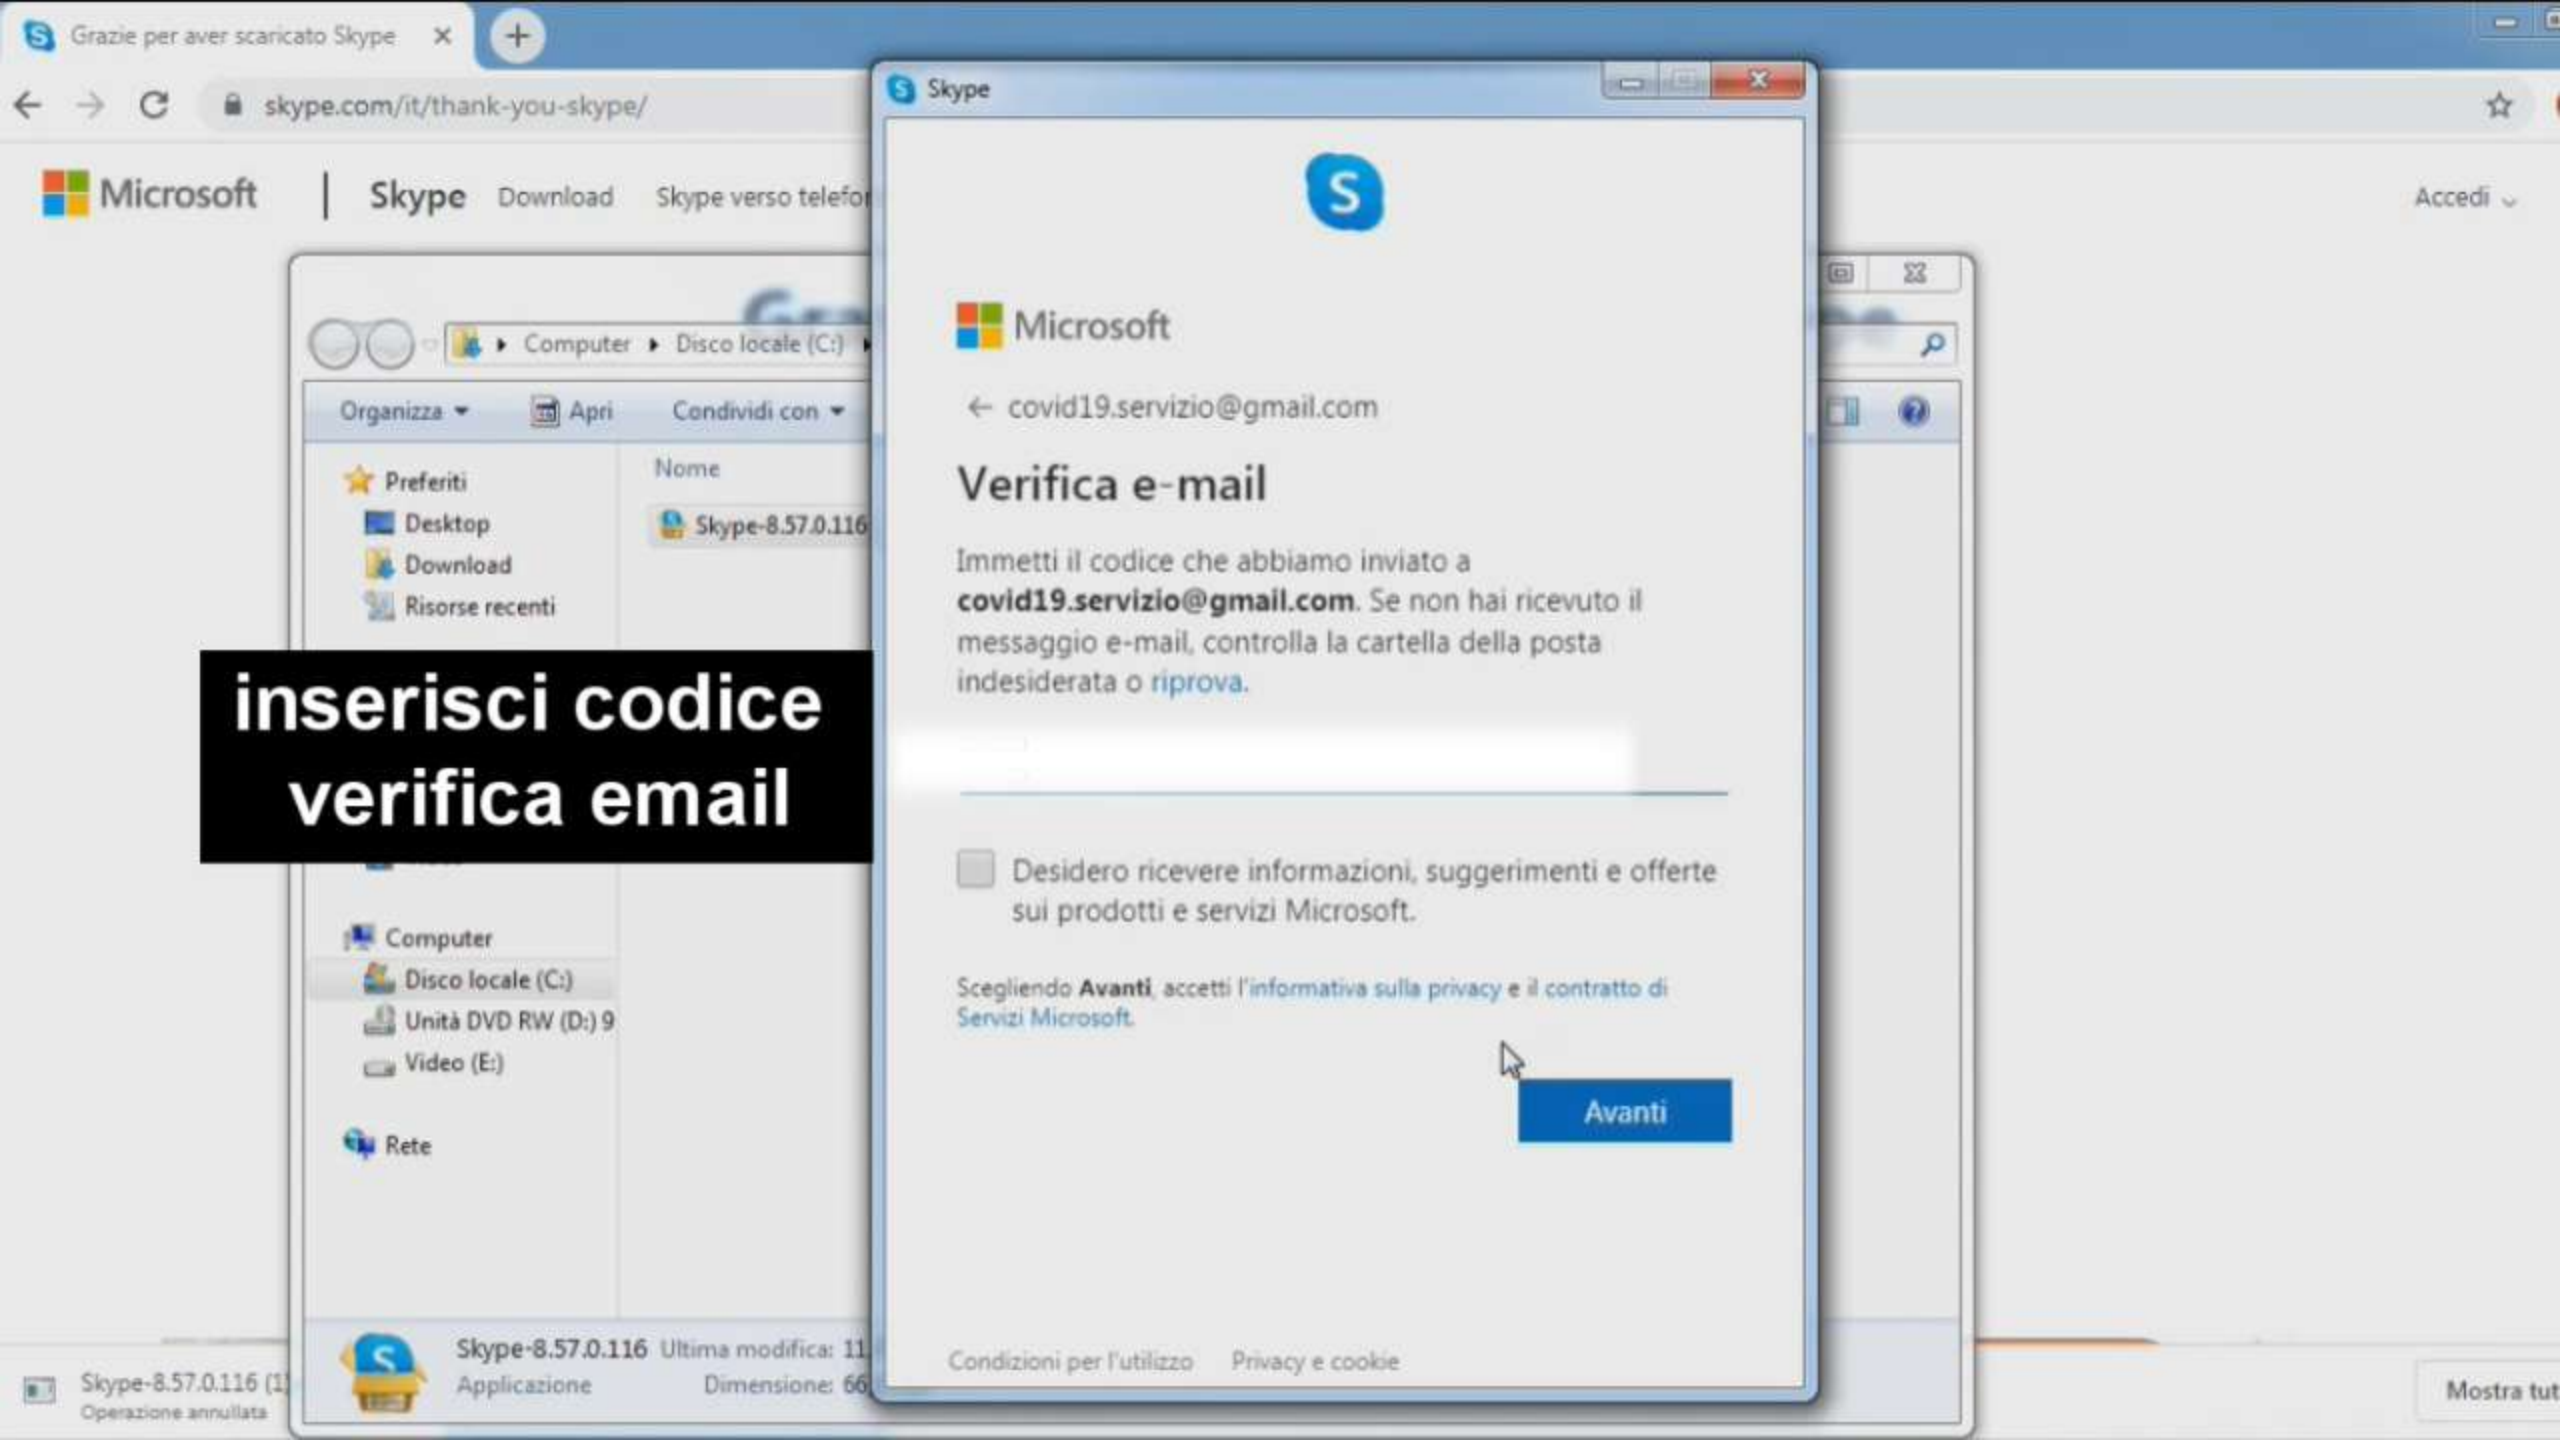 Grazie per aver scaricato Skype
skype.com/it/thank-you-skype/
Microsoft
Skype
Download
Skype verso
Accedi
Computer
Disco locale (C:)
Organizza
Apri
Condividi con
Preferiti
Desktop
Download
Risorse recenti
Nome
Skype-8.57.0.116
inserisci codice
verifica email
Computer
Disco locale (C:)
Unità DVD RW (D:) 9
Video (E:)
Rete
Skype-8.57.0.116 Ultima modifica: 11
Applicazione Dimensione: 66
Skype
S
Microsoft
← covid19.servizio@gmail.com
Verifica e-mail
Immetti il codice che abbiamo inviato a
covid19.servizio@gmail.com. Se non hai ricevuto il
messaggio e-mail, controlla la cartella della posta
indesiderata o riprova.
Desidero ricevere informazioni, suggerimenti e offerte
sui prodotti e servizi Microsoft.
Scegliendo Avanti, accetti l'informativa sulla privacy e il contratto di
Servizi Microsoft.
Avanti
Condizioni per l'utilizzo Privacy e cookie
Skype-8.57.0.116 (1
Operazione annullata
Mostra tut